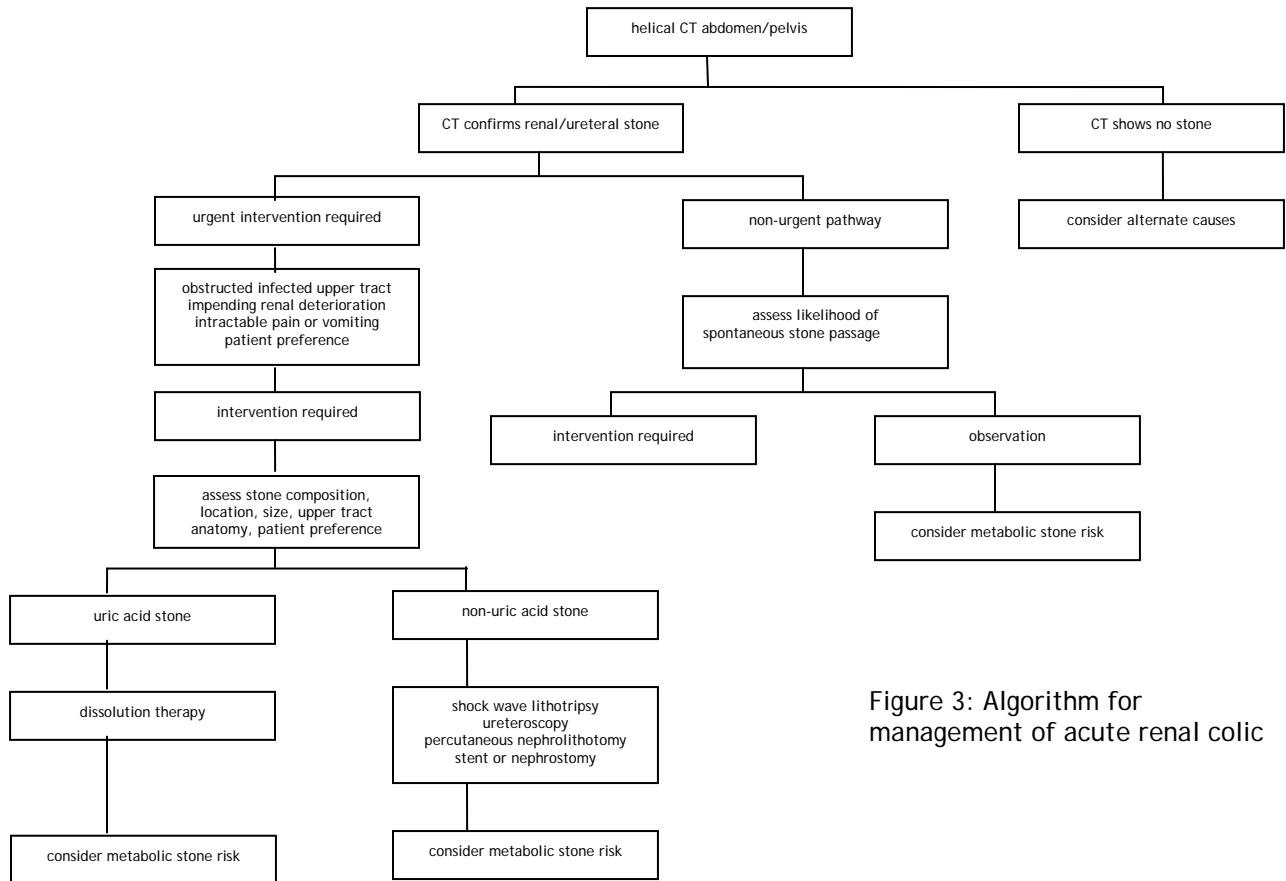 helical CT abdomen/pelvis
CT confirms renal/ureteral stone
CT shows no stone
urgent intervention required
non-urgent pathway
consider alternate causes
obstructed infected upper tract
impending renal deterioration
intractable pain or vomiting
patient preference
assess likelihood of
spontaneous stone passage
intervention required
intervention required
observation
assess stone composition,
location, size, upper tract
anatomy, patient preference
consider metabolic stone risk
uric acid stone
non-uric acid stone
dissolution therapy
shock wave lithotripsy
ureteroscopy
percutaneous nephrolithotomy
stent or nephrostomy
Figure 3: Algorithm for
management of acute renal colic
consider metabolic stone risk
consider metabolic stone risk